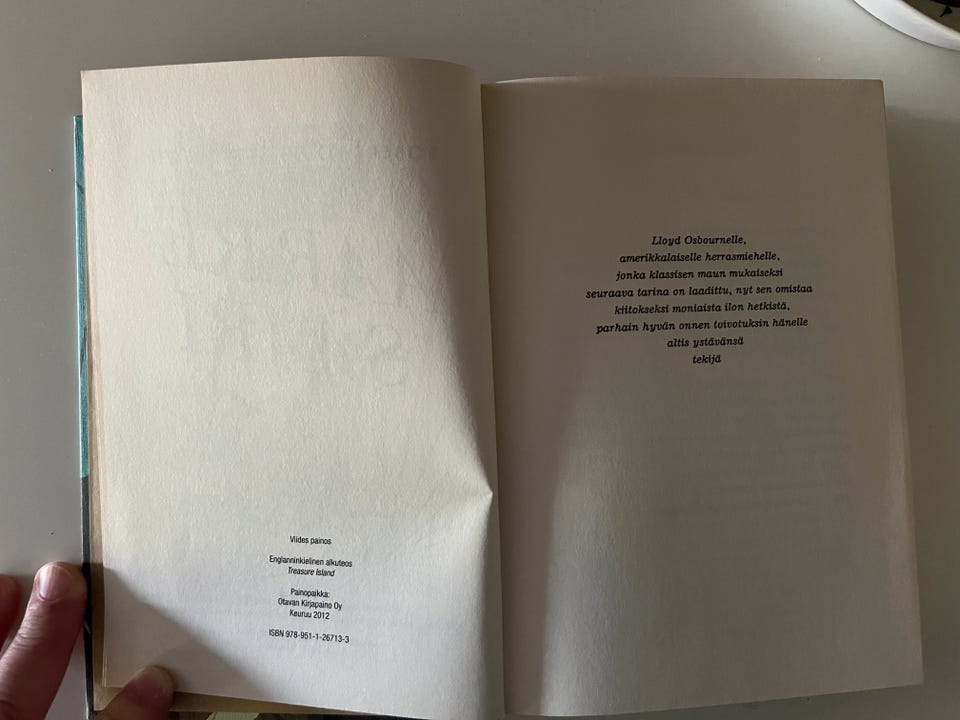 Viides painos
Englanninkielinen alkuteos
Treasure Island
Painopaikka:
Otavan Kirjapaino Oy
Keuruu 2012
ISBN 978-951-1-26713-3
Lloyd Osbournelle,
amerikkalaiselle herrasmiehelle,
jonka klassisen maun mukaiseksi
seuraava tarina on laadittu, nyt sen omistaa
kiitokseksi moniaista ilon hetkistä,
parhain hyvän onnen toivotuksin hänelle
altis ystävänsä
tekijä